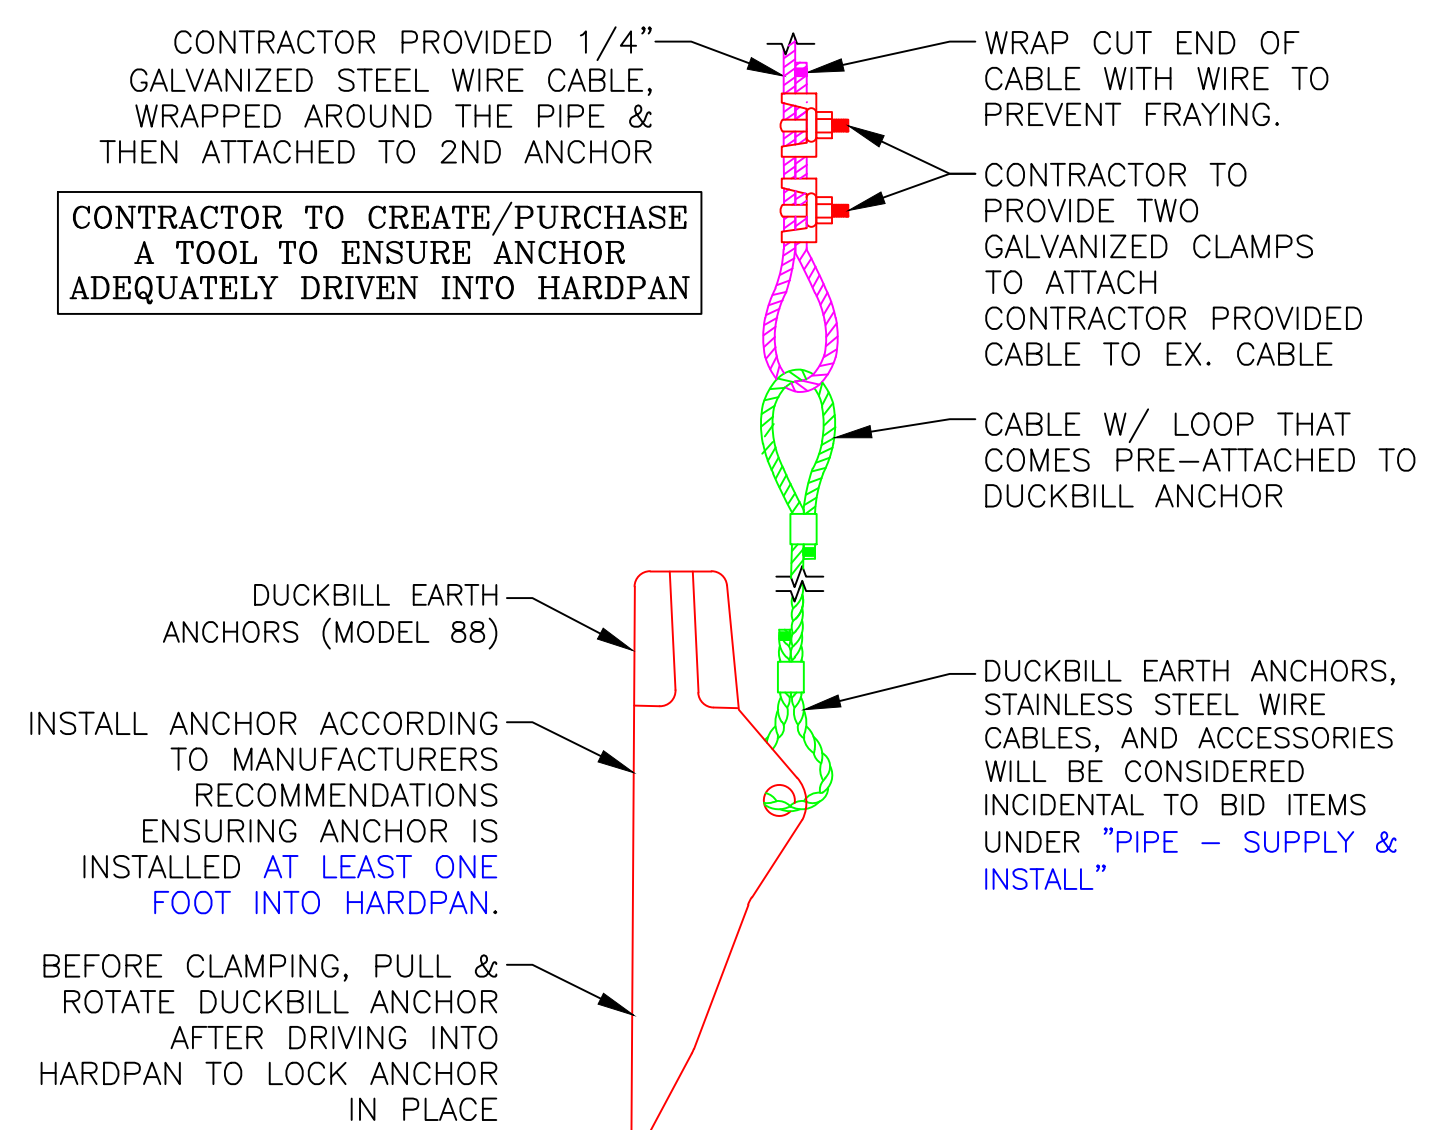 CONTRACTOR PROVIDED 1/4"
GALVANIZED STEEL WIRE CABLE,
WRAPPED AROUND THE PIPE &
THEN ATTACHED TO 2ND ANCHOR
CONTRACTOR TO CREATE/PURCHASE
A TOOL TO ENSURE ANCHOR
ADEQUATELY DRIVEN INTO HARDPAN
WRAP CUT END OF
CABLE WITH WIRE TO
PREVENT FRAYING.
CONTRACTOR TO
PROVIDE TWO
GALVANIZED CLAMPS
TO ATTACH
CONTRACTOR PROVIDED
CABLE TO EX. CABLE
CABLE W/ LOOP THAT
COMES PRE-ATTACHED TO
DUCKBILL ANCHOR
DUCKBILL EARTH
ANCHORS (MODEL 88)
INSTALL ANCHOR ACCORDING
TO MANUFACTURERS
RECOMMENDATIONS
ENSURING ANCHOR IS
INSTALLED AT LEAST ONE
FOOT INTO HARDPAN.
BEFORE CLAMPING, PULL &
ROTATE DUCKBILL ANCHOR
AFTER DRIVING INTO
HARDPAN TO LOCK ANCHOR
IN PLACE
DUCKBILL EARTH ANCHORS,
STAINLESS STEEL WIRE
CABLES, AND ACCESSORIES
WILL BE CONSIDERED
INCIDENTAL TO BID ITEMS
UNDER "PIPE - SUPPLY &
INSTALL"